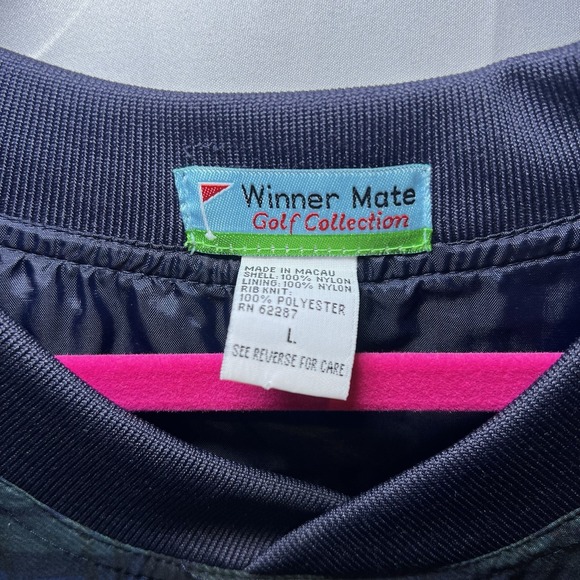 Winner Mate
Golf Collection
MADE IN MACAU
SHELL: 100% NYLON
LINING: 100% NYLON
RIB KNIT:
100% POLYESTER
RN 62287
L
SEE REVERSE FOR CARE